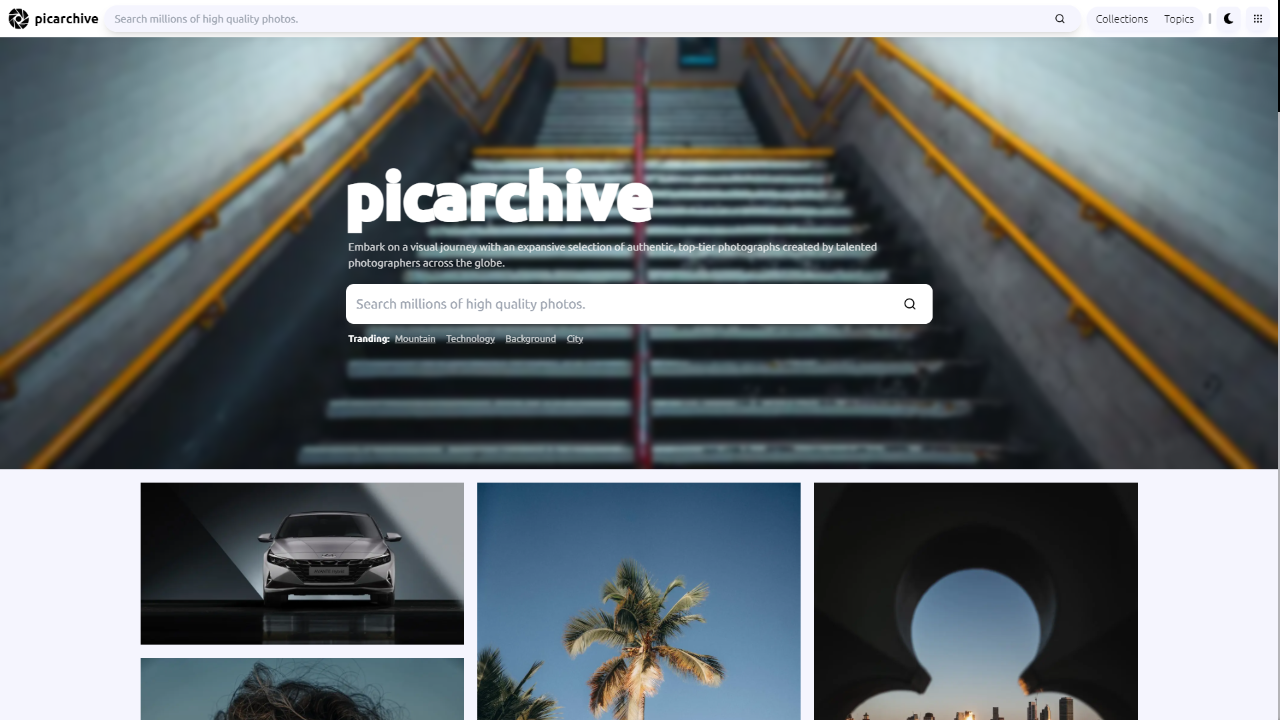 picarchive
Search millions of high quality photos.
Collections
Topics
picarchive
Embark on a visual journey with an expansive selection of authentic, top-tier photographs created by talented
photographers across the globe.
Search millions of high quality photos.
Tranding: Mountain Technology Background City